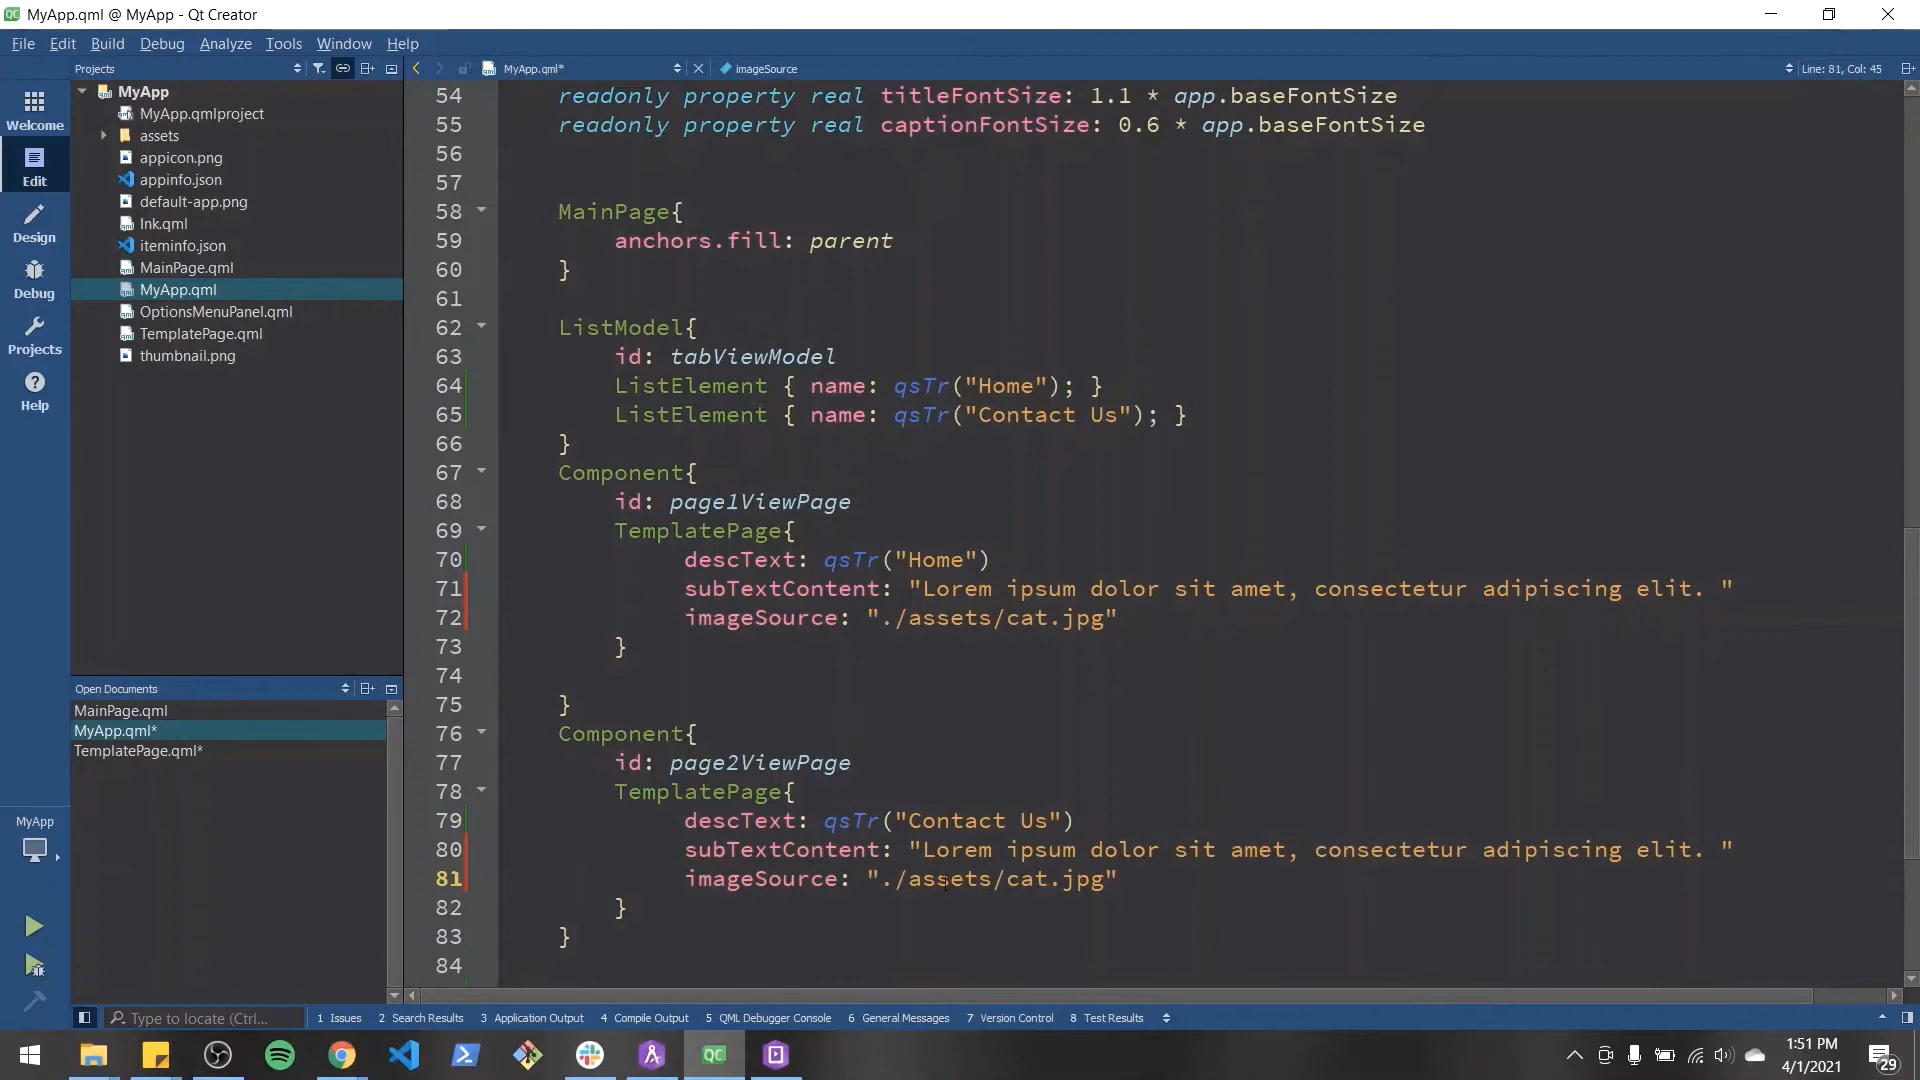 MyApp.qml @ MyApp - Qt Creator
File Edit Build Debug Analyze Tools Window Help
Projects MyApp.qml* imageSource Line: 81, Col: 45
Welcome
Edit
Design
Debug
Projects
Help
MyApp
MyApp.qmlproject
assets
appicon.png
appinfo.json
default-app.png
Ink.qml
iteminfo.json
MainPage.qml
MyApp.qml
OptionsMenuPanel.qml
TemplatePage.qml
thumbnail.png
Open Documents
MainPage.qml
MyApp.qml*
TemplatePage.qml*
MyApp
54 readonly property real titleFontSize: 1.1 * app.baseFontSize
55 readonly property real captionFontSize: 0.6 * app.baseFontSize
56
57
58 MainPage{
59 anchors.fill: parent
60 }
61
62 ListModel{
63 id: tabViewModel
64 ListElement { name: qsTr("Home"); }
65 ListElement { name: qsTr("Contact Us"); }
66 }
67 Component{
68 id: page1ViewPage
69 TemplatePage{
70 descText: qsTr("Home")
71 subTextContent: "Lorem ipsum dolor sit amet, consectetur adipiscing elit. "
72 imageSource: "./assets/cat.jpg"
73 }
74
75 }
76 Component{
77 id: page2ViewPage
78 TemplatePage{
79 descText: qsTr("Contact Us")
80 subTextContent: "Lorem ipsum dolor sit amet, consectetur adipiscing elit. "
81 imageSource: "./assets/cat.jpg"
82 }
83 }
84
Type to locate (Ctrl... 1 Issues 2 Search Results 3 Application Output 4 Compile Output 5 QML Debugger Console 6 General Messages 7 Version Control 8 Test Results
QC
1:51 PM
4/1/2021
29